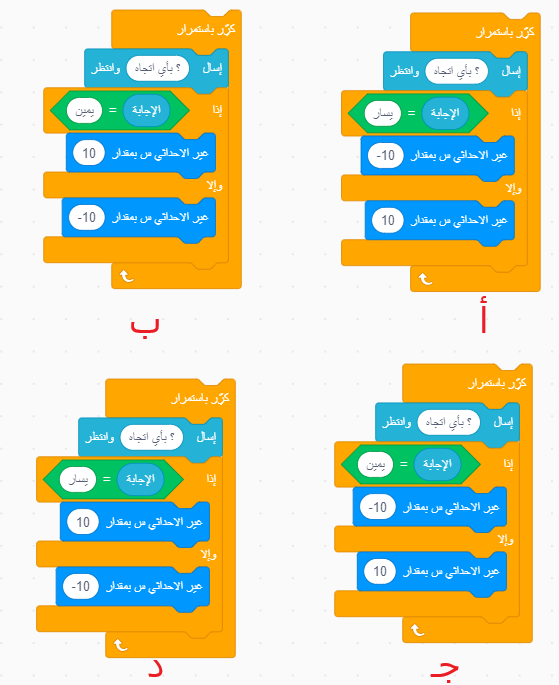 كرّر باستمرار
إسأل ؟ بأي اتجاه وانتظر
إذا الإجابة = يسار
غير الاحداثي س بمقدار -10
وإلا
غير الاحداثي س بمقدار 10
أ
كرّر باستمرار
إسأل ؟ بأي اتجاه وانتظر
إذا الإجابة = يمين
غير الاحداثي س بمقدار 10
وإلا
غير الاحداثي س بمقدار -10
ب
كرّر باستمرار
إسأل ؟ بأي اتجاه وانتظر
إذا الإجابة = يمين
غير الاحداثي س بمقدار -10
وإلا
غير الاحداثي س بمقدار 10
جـ
كرّر باستمرار
إسأل ؟ بأي اتجاه وانتظر
إذا الإجابة = يسار
غير الاحداثي س بمقدار 10
وإلا
غير الاحداثي س بمقدار -10
د